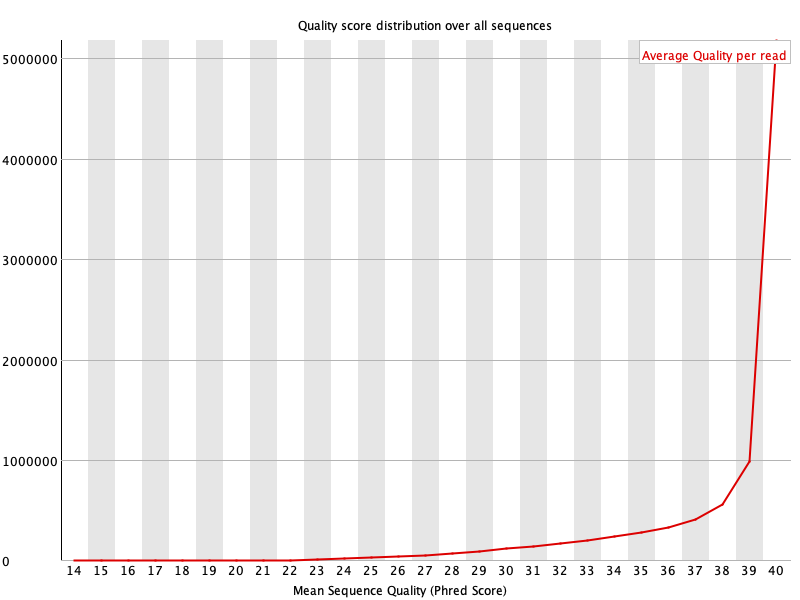 Quality score distribution over all sequences
Average Quality per read
5000000
4000000
3000000
2000000
1000000
0
14 15 16 17 18 19 20 21 22 23 24 25 26 27 28 29 30 31 32 33 34 35 36 37 38 39 40
Mean Sequence Quality (Phred Score)